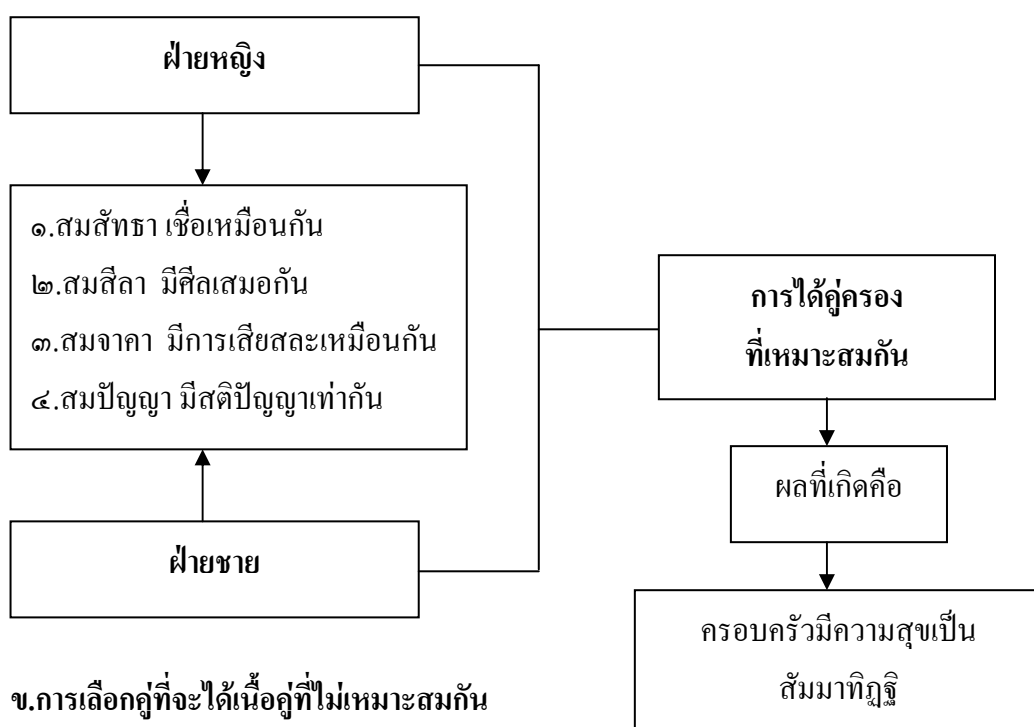 ฝ่ายหญิง
๑.สมสัทธา เชื่อเหมือนกัน
๒.สมสีลา มีศีลเสมอกัน
๓.สมจาคา มีการเสียสละเหมือนกัน
๔.สมปัญญา มีสติปัญญาเท่ากัน
ฝ่ายชาย
การได้คู่ครอง
ที่เหมาะสมกัน
ผลที่เกิดคือ
ครอบครัวมีความสุขเป็น
สัมมาทิฏฐิ
ข.การเลือกคู่ที่จะได้เนื้อคู่ที่ไม่เหมาะสมกัน